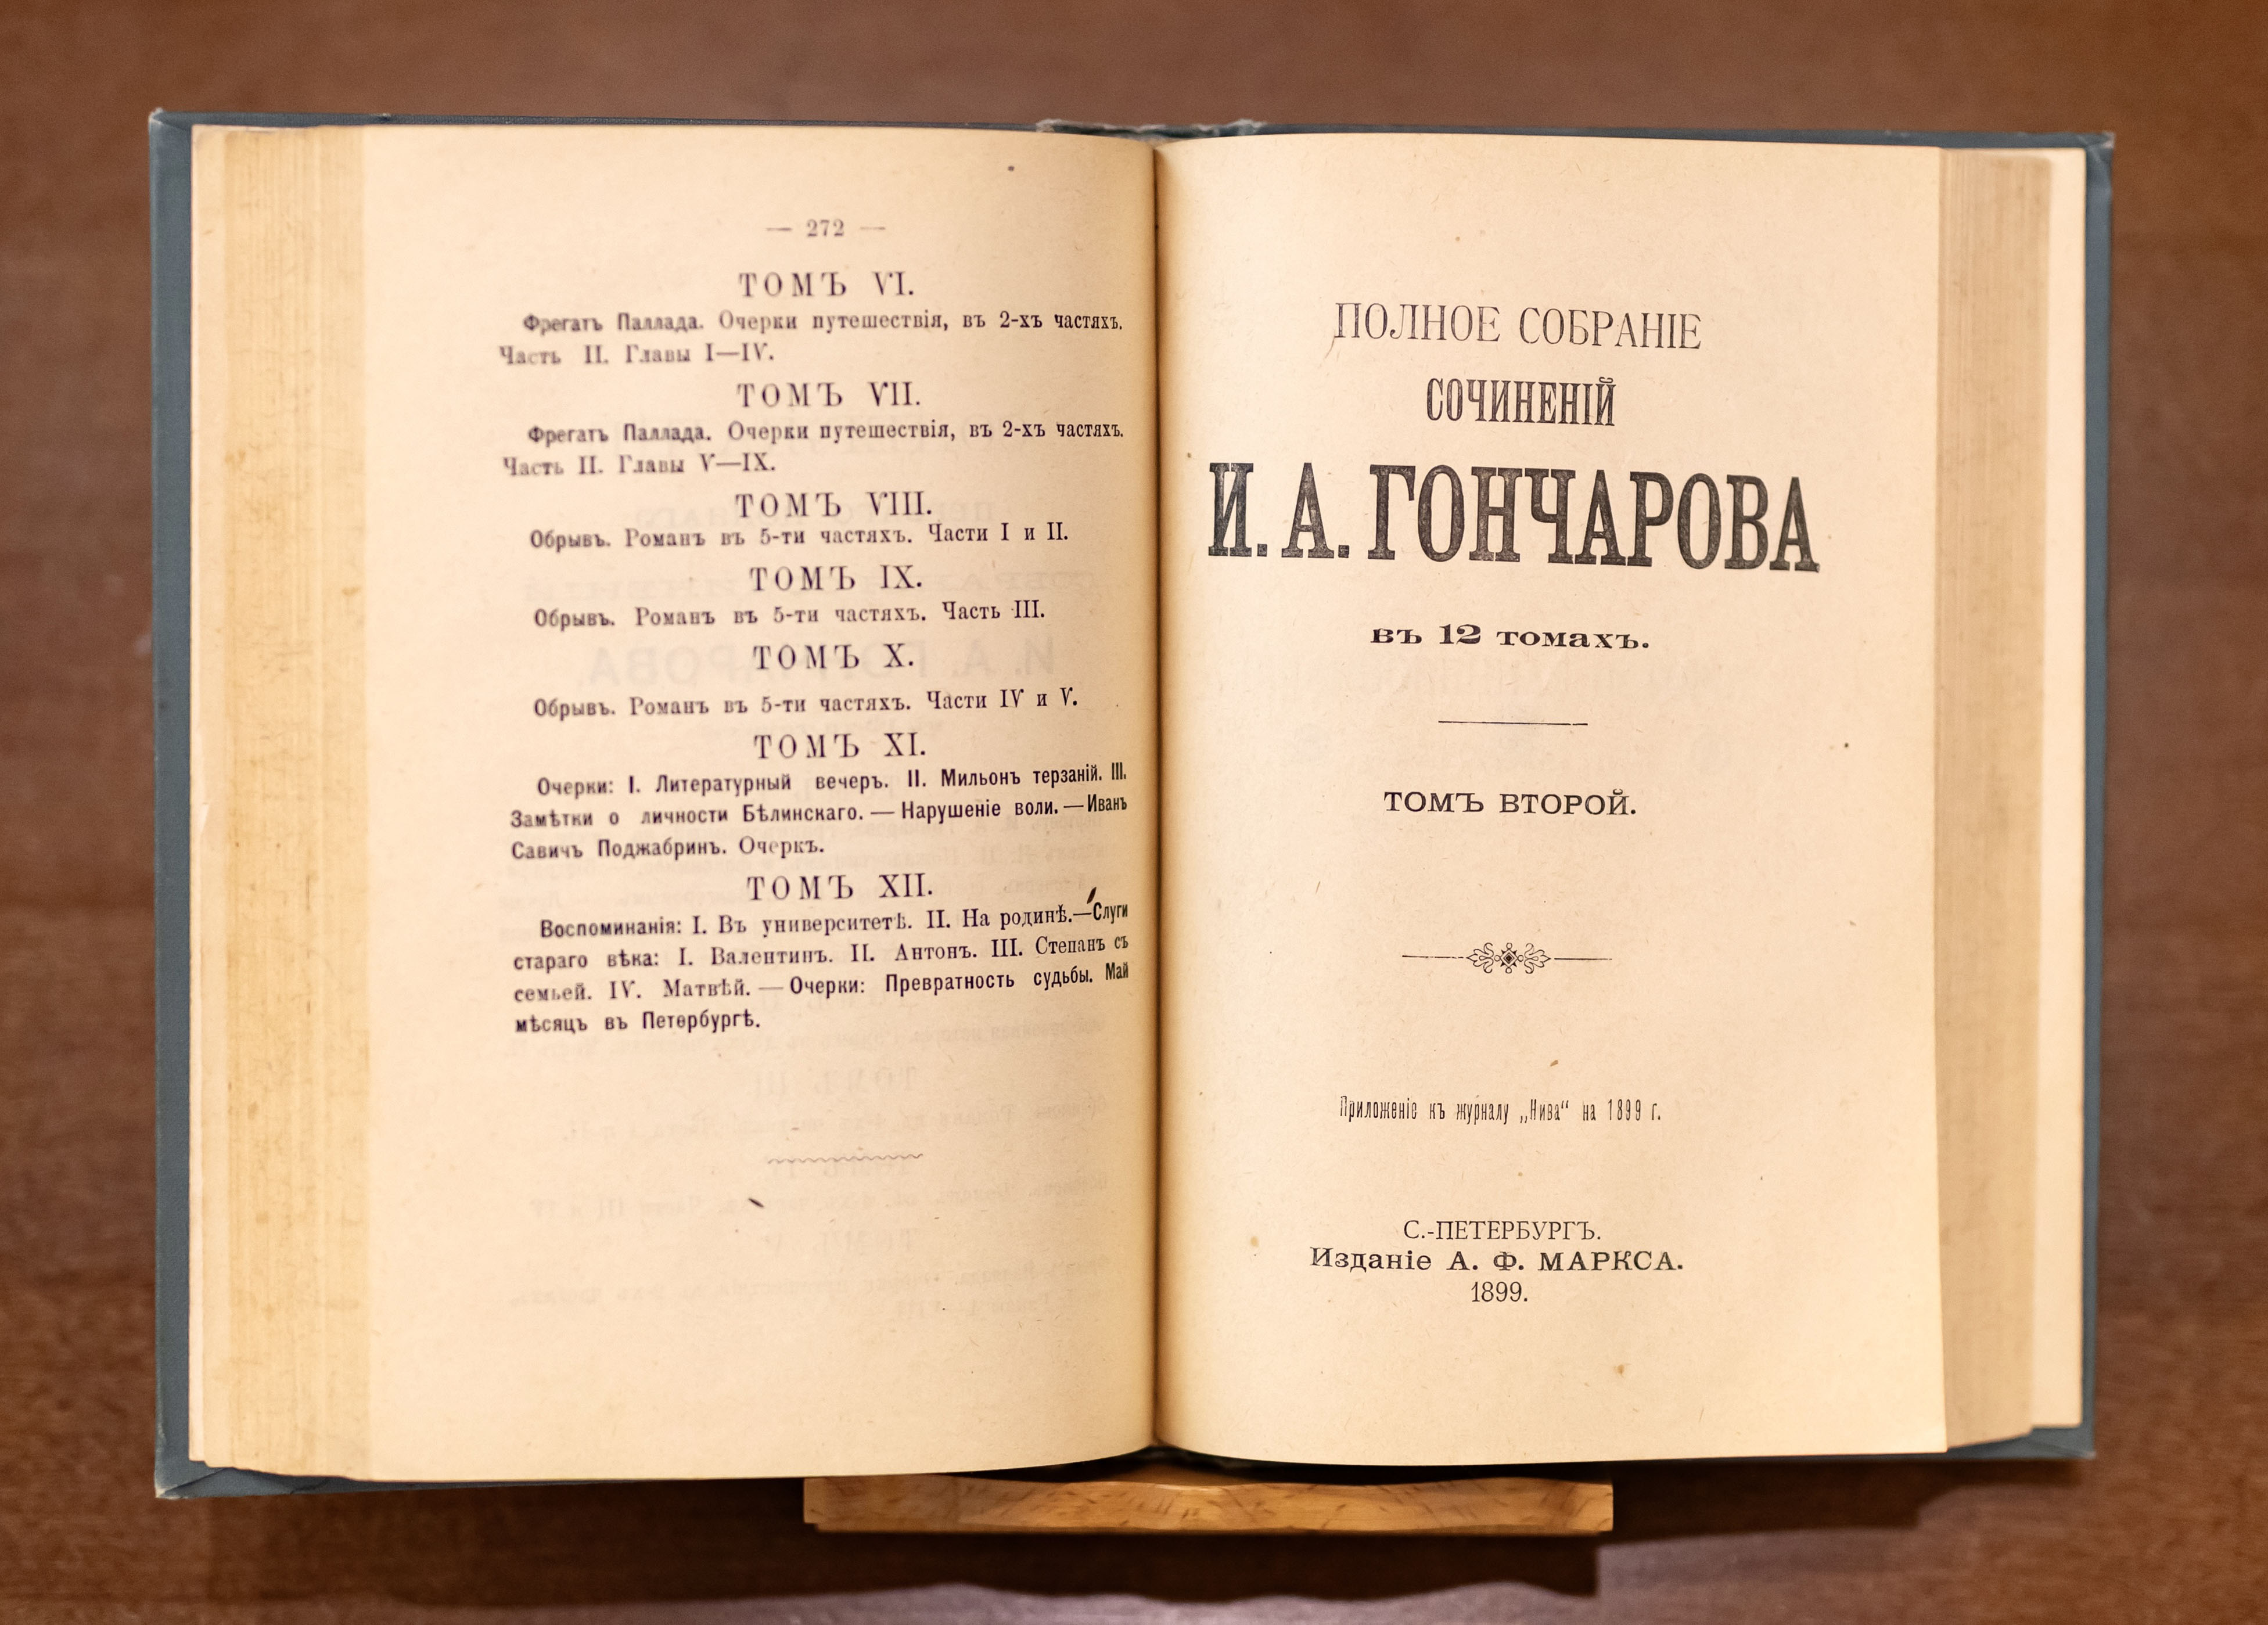 — 272 —
ТОМЪ VI.
Фрегатъ Паллада. Очерки путешествія, въ 2-хъ частяхъ.
Часть II. Главы I—IV.
ТОМЪ VII.
Фрегатъ Паллада. Очерки путешествія, въ 2-хъ частяхъ.
Часть II. Главы V—IX.
ТОМЪ VIII.
Обрывъ. Романъ въ 5-ти частяхъ. Части I и II.
ТОМЪ IX.
Обрывъ. Романъ въ 5-ти частяхъ. Часть III.
ТОМЪ X.
Обрывъ. Романъ въ 5-ти частяхъ. Части IV и V.
ТОМЪ XI.
Очерки: I. Литературный вечеръ. II. Мильонъ терзаній. III.
Замѣтки о личности Бѣлинскаго. — Нарушеніе воли. — Иванъ
Савичъ Поджабринъ. Очеркъ.
ТОМЪ XII.
Воспоминанія: I. Въ университетѣ. II. На родинѣ.—Слуги
стараго вѣка: I. Валентинъ. II. Антонъ. III. Степанъ съ
семьей. IV. Матвѣй. — Очерки: Превратность судьбы. Май
мѣсяцъ въ Петербургѣ.
ПОЛНОЕ СОБРАНІЕ
СОЧИНЕНІЙ
И. А. ГОНЧАРОВА
въ 12 томахъ.
ТОМЪ ВТОРОЙ.
Приложеніе къ журналу „Нива“ на 1899 г.
С.-ПЕТЕРБУРГЪ.
Изданіе А. Ф. МАРКСА.
1899.